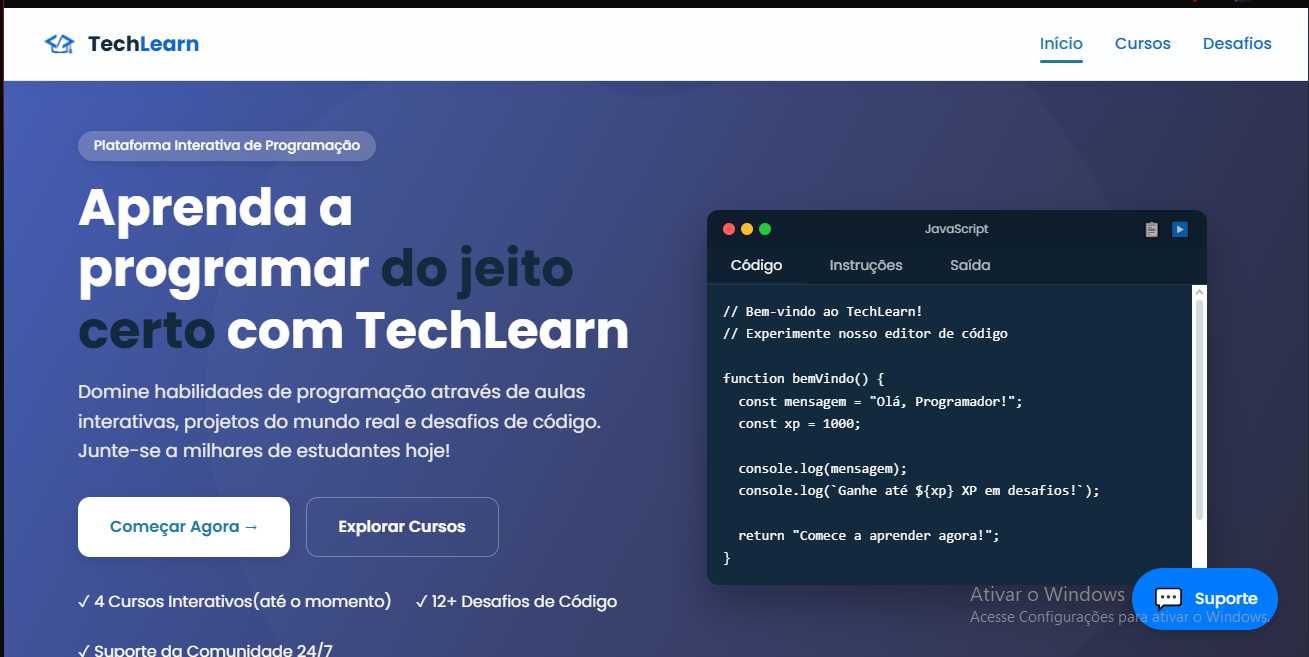 TechLearn
Início Cursos Desafios
Plataforma Interativa de Programação
Aprenda a
programar do jeito
certo com TechLearn
Domine habilidades de programação através de aulas
interativas, projetos do mundo real e desafios de código.
Junte-se a milhares de estudantes hoje!
Começar Agora →
Explorar Cursos
✓ 4 Cursos Interativos(até o momento)
✓ 12+ Desafios de Código
✓ Suporte da Comunidade 24/7
JavaScript
Código Instruções Saída
// Bem-vindo ao TechLearn!
// Experimente nosso editor de código
function bemVindo() {
  const mensagem = "Olá, Programador!";
  const xp = 1000;
  console.log(mensagem);
  console.log(`Ganhe até ${xp} XP em desafios!`);
  return "Comece a aprender agora!";
}
Ativar o Windows
Acesse Configurações para ativar o Windows.
Suporte